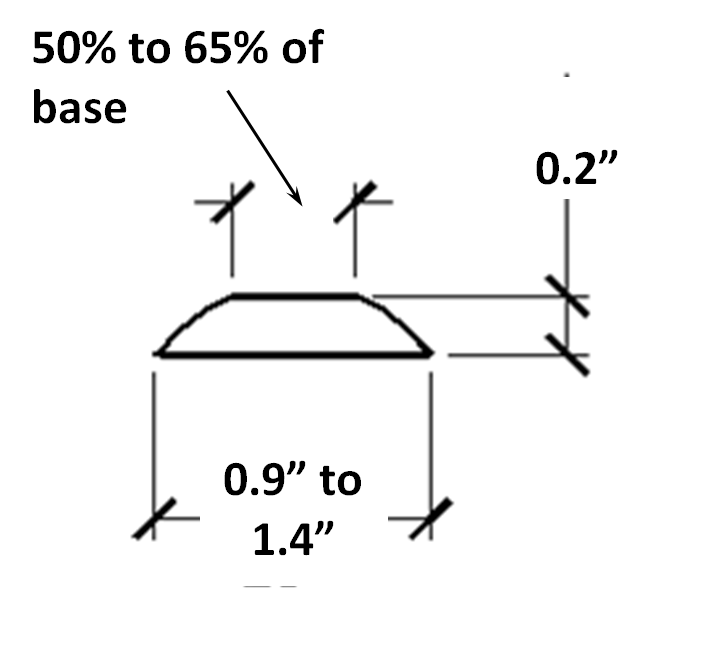 50% to 65% of
base
0.2”
0.9” to
1.4”